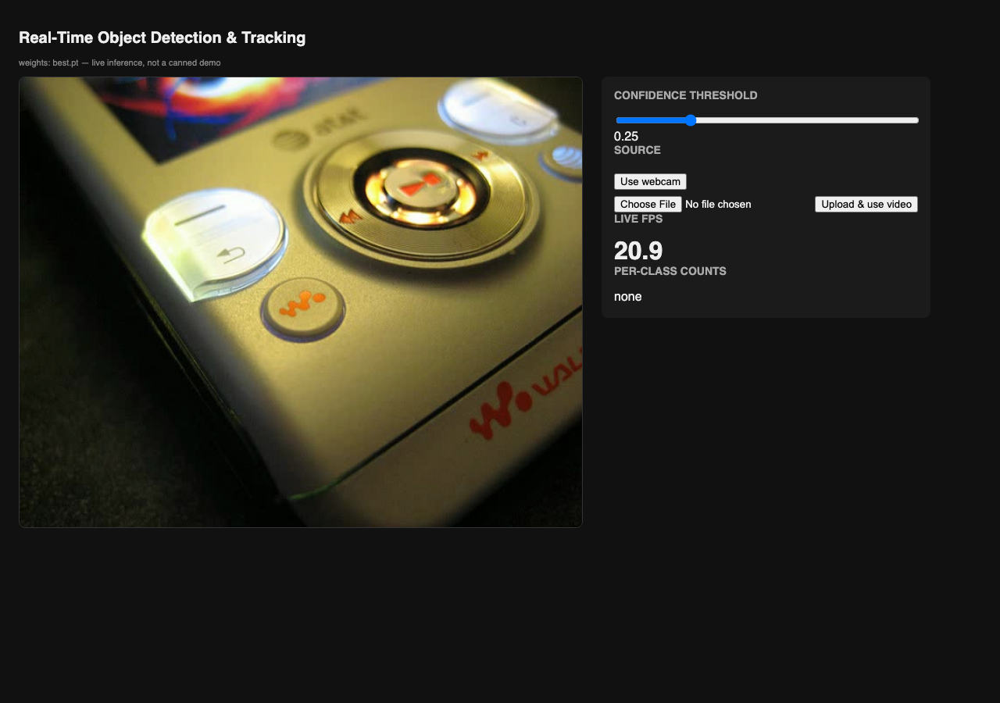 Real-Time Object Detection & Tracking
weights: best.pt — live inference, not a canned demo
at&t
CONFIDENCE THRESHOLD
0.25
SOURCE
Use webcam
Choose File No file chosen
Upload & use video
LIVE FPS
20.9
PER-CLASS COUNTS
none